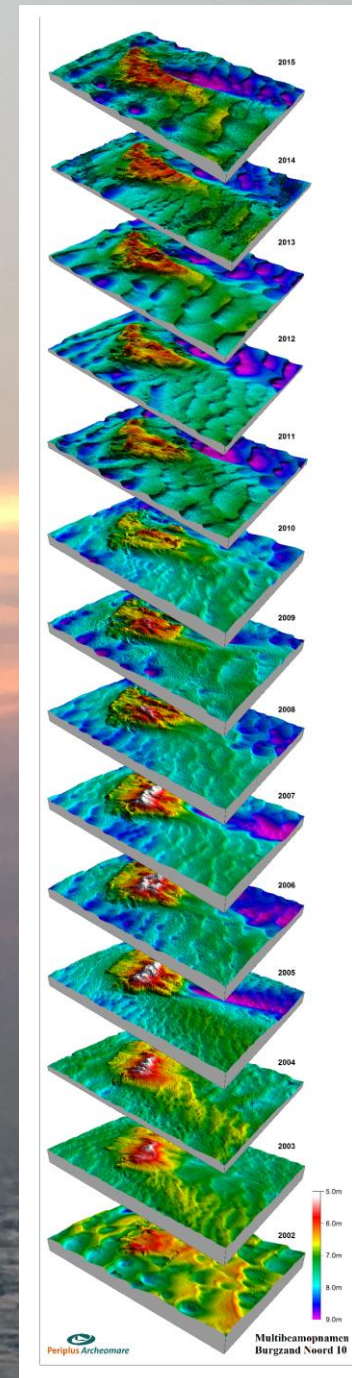 2015
2014
2013
2012
2011
2010
2009
2008
2007
2006
2005
2004
2003
2002
5.0m
6.0m
7.0m
8.0m
9.0m
Periplus Archeomare
Multibeamopnamen
Burgzand Noord 10